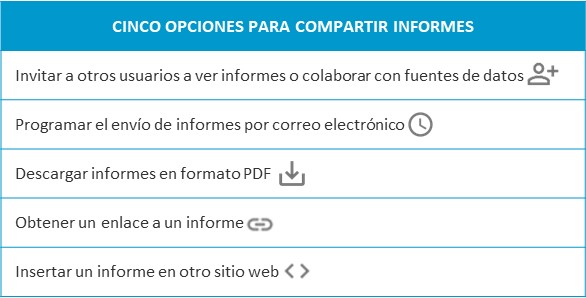 CINCO OPCIONES PARA COMPARTIR INFORMES
Invitar a otros usuarios a ver informes o colaborar con fuentes de datos
Programar el envío de informes por correo electrónico
Descargar informes en formato PDF
Obtener un enlace a un informe
Insertar un informe en otro sitio web